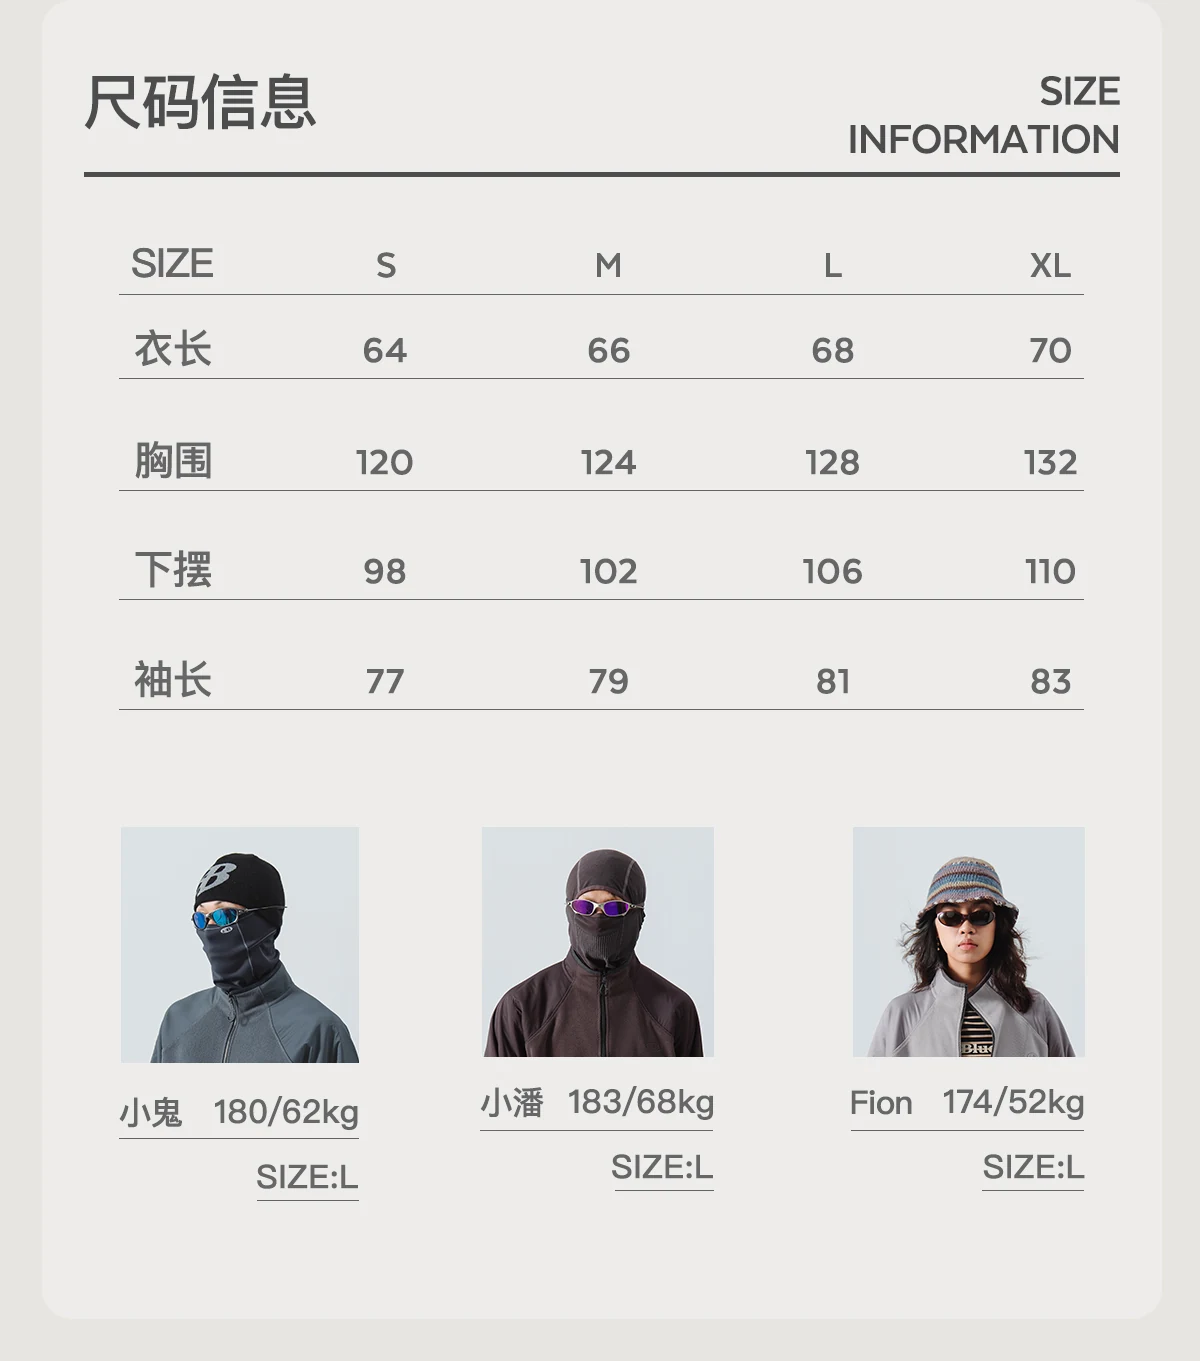 尺码信息
SIZE
INFORMATION
SIZE S M L XL
衣长 64 66 68 70
胸围 120 124 128 132
下摆 98 102 106 110
袖长 77 79 81 83
B
Blue
小鬼 180/62kg
SIZE:L
小潘 183/68kg
SIZE:L
Fion 174/52kg
SIZE:L